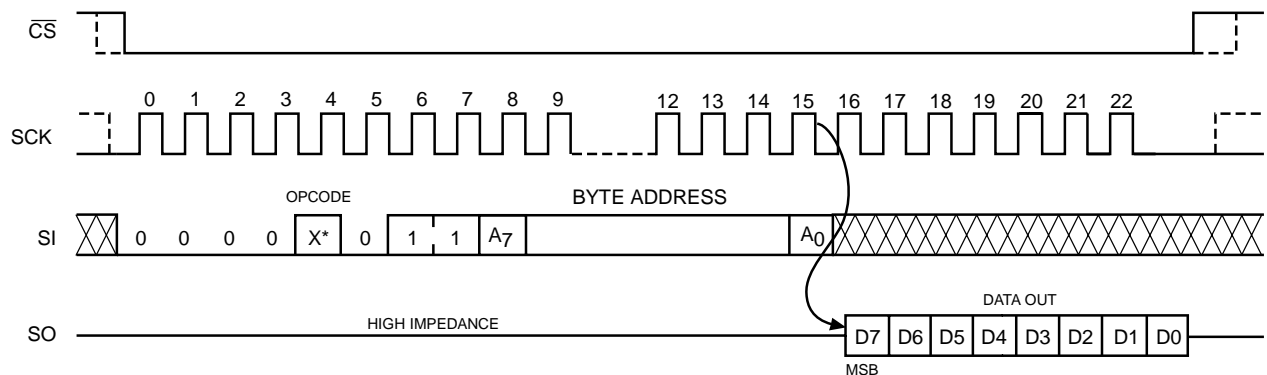 CS
0 1 2 3 4 5 6 7 8 9 12 13 14 15 16 17 18 19 20 21 22
SCK
OPCODE
BYTE ADDRESS
SI
0 0 0 0 X* 0 1 1 A7 A0
DATA OUT
HIGH IMPEDANCE
SO
D7 D6 D5 D4 D3 D2 D1 D0
MSB